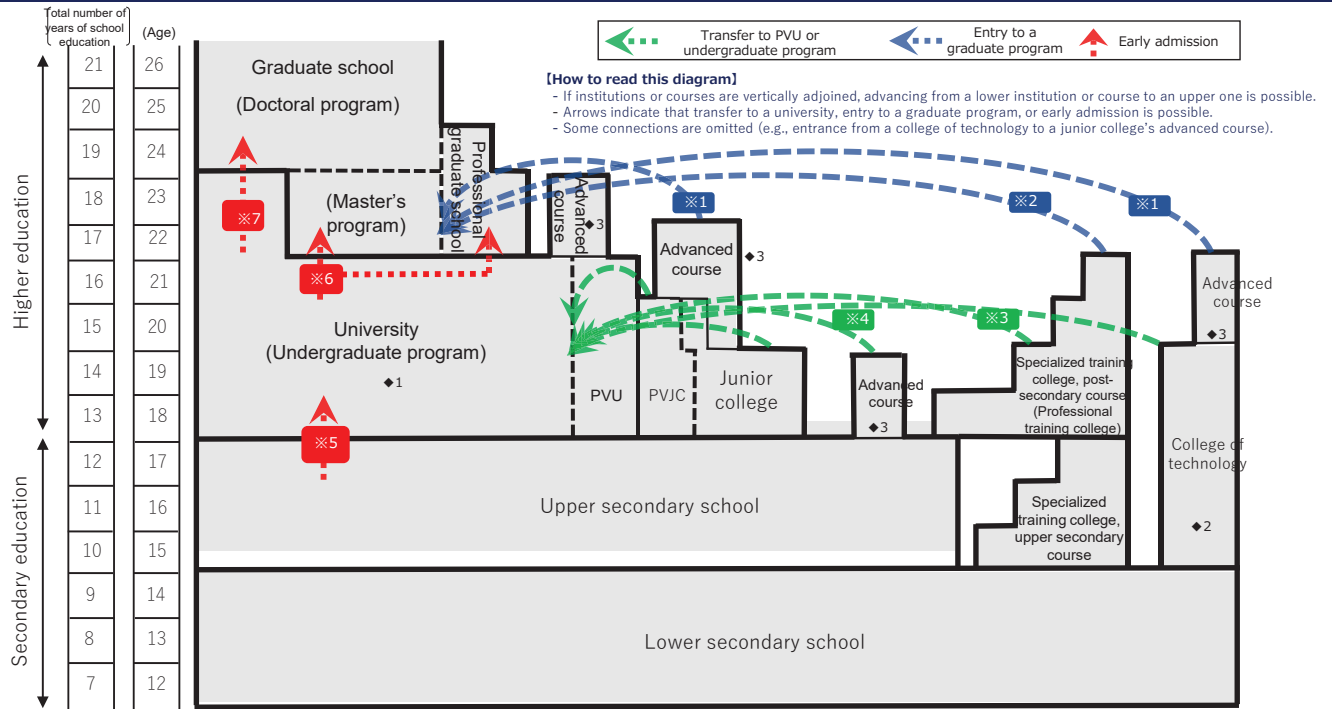 Total number of
years of school
education
(Age)
Transfer to PVU or
undergraduate program
Entry to a
graduate program
Early admission
【How to read this diagram】
- If institutions or courses are vertically adjoined, advancing from a lower institution or course to an upper one is possible.
- Arrows indicate that transfer to a university, entry to a graduate program, or early admission is possible.
- Some connections are omitted (e.g., entrance from a college of technology to a junior college's advanced course).
Higher education
Secondary education
21 26
20 25
19 24
18 23
17 22
16 21
15 20
14 19
13 18
12 17
11 16
10 15
9 14
8 13
7 12
Graduate school
(Doctoral program)
Professional
graduate school
(Master's
program)
※7
※6
Advanced
course
◆3
※1
※2
※1
Advanced
course
◆3
Advanced
course
◆3
University
(Undergraduate program)
◆1
※4
※3
PVU
PVJC
Junior
college
Advanced
course
◆3
Specialized training
college, post-
secondary course
(Professional
training college)
※5
College of
technology
◆2
Upper secondary school
Specialized
training college,
upper secondary
course
Lower secondary school